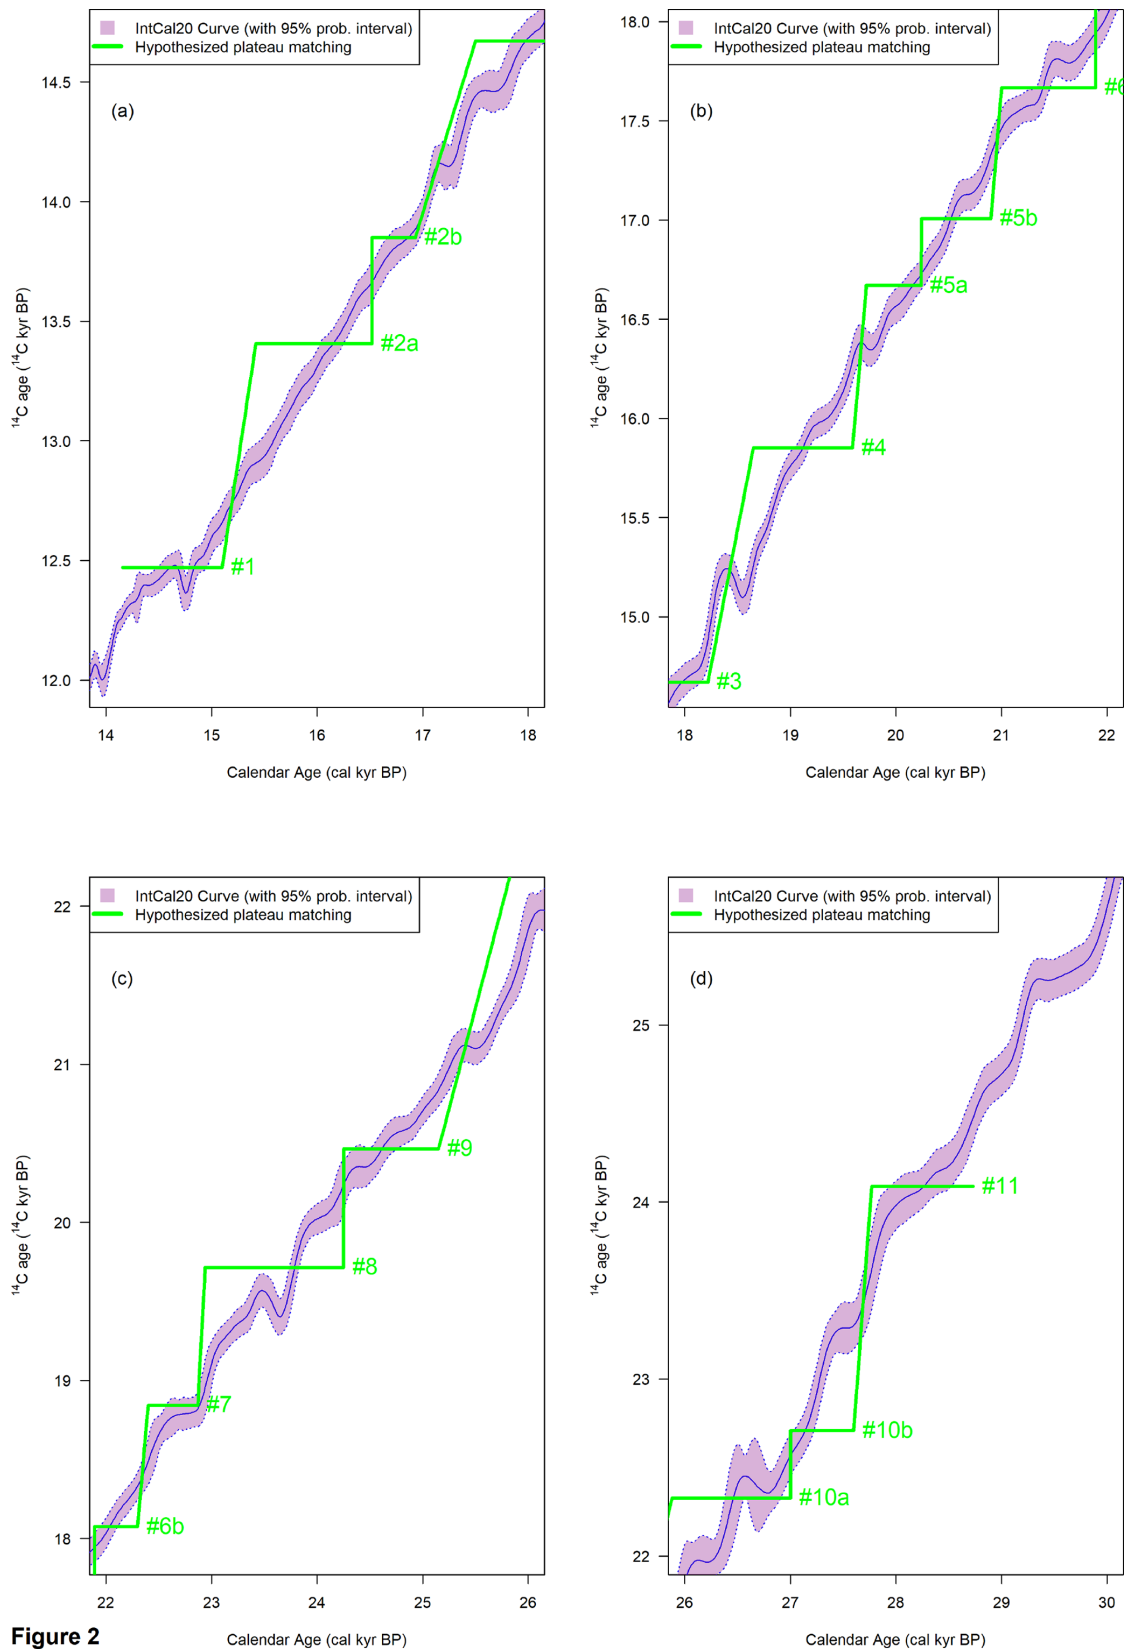 IntCal20 Curve (with 95% prob. interval)
Hypothesized plateau matching
(a)
14.5
14.0
13.5
13.0
12.5
12.0
¹⁴C age (¹⁴C kyr BP)
#2b
#2a
#1
14 15 16 17 18
Calendar Age (cal kyr BP)
IntCal20 Curve (with 95% prob. interval)
Hypothesized plateau matching
(b)
18.0
17.5
17.0
16.5
16.0
15.5
15.0
¹⁴C age (¹⁴C kyr BP)
#6
#5b
#5a
#4
#3
18 19 20 21 22
Calendar Age (cal kyr BP)
IntCal20 Curve (with 95% prob. interval)
Hypothesized plateau matching
(c)
22
21
20
19
18
¹⁴C age (¹⁴C kyr BP)
#9
#8
#7
#6b
22 23 24 25 26
Calendar Age (cal kyr BP)
IntCal20 Curve (with 95% prob. interval)
Hypothesized plateau matching
(d)
25
24
23
22
¹⁴C age (¹⁴C kyr BP)
#11
#10b
#10a
26 27 28 29 30
Calendar Age (cal kyr BP)
Figure 2